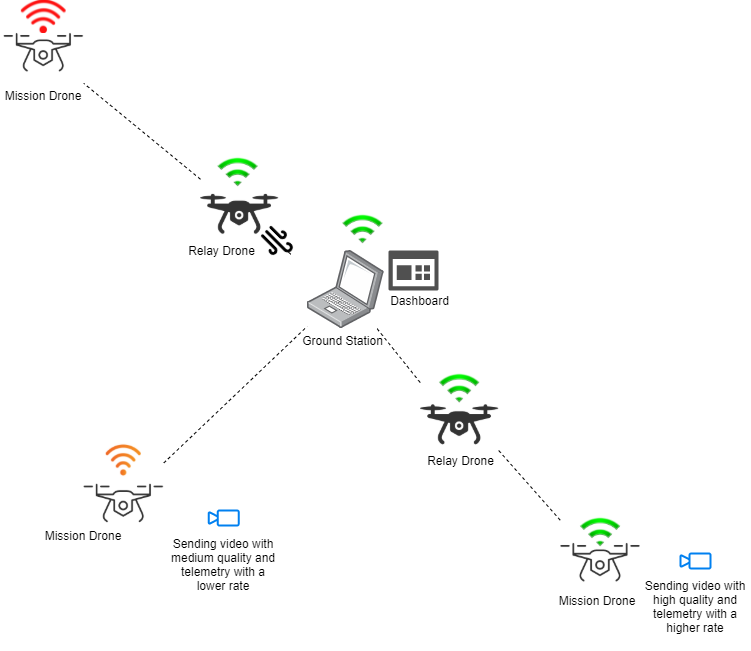 Mission Drone
Relay Drone
Dashboard
Ground Station
Relay Drone
Mission Drone
Sending video with
medium quality and
telemetry with a
lower rate
Mission Drone
Sending video with
high quality and
telemetry with a
higher rate